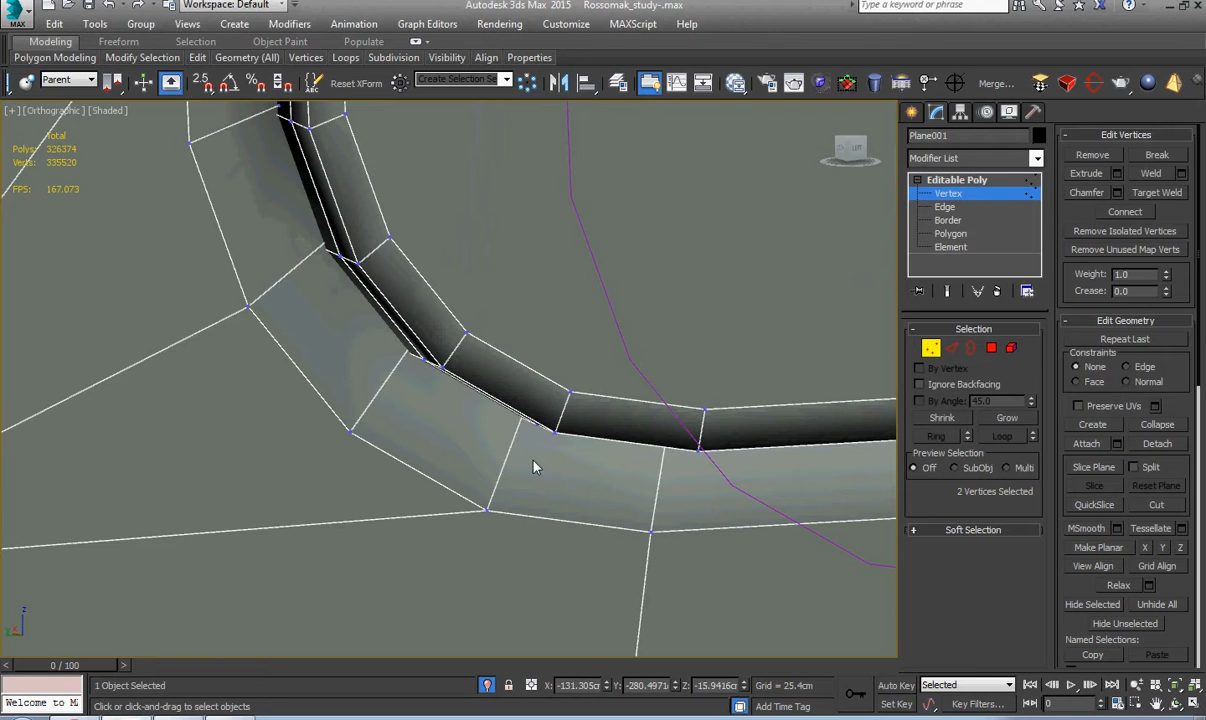 MAX
Workspace: Default
Autodesk 3ds Max 2015
Rossomak_study-.max
Type a keyword or phrase
Edit Tools Group Views Create Modifiers Animation Graph Editors Rendering Customize MAXScript Help
Modeling Freeform Selection Object Paint Populate
Polygon Modeling Modify Selection Edit Geometry (All) Vertices Loops Subdivision Visibility Align Properties
Parent 2.5 Reset XForm Create Selection Se Merge...
[+] [Orthographic ] [Shaded ]
Total
Polys: 326374
Verts: 335520
FPS: 167.073
Plane001
Modifier List
Editable Poly
Vertex
Edge
Border
Polygon
Element
Selection
By Vertex
Ignore Backfacing
By Angle: 45.0
Shrink Grow
Ring Loop
Preview Selection
Off SubObj Multi
2 Vertices Selected
Soft Selection
Edit Vertices
Remove Break
Extrude Weld
Chamfer Target Weld
Connect
Remove Isolated Vertices
Remove Unused Map Verts
Weight: 1.0
Crease: 0.0
Edit Geometry
Repeat Last
Constraints
None Edge
Face Normal
Preserve UVs
Create Collapse
Attach Detach
Slice Plane Split
Slice Reset Plane
QuickSlice Cut
MSmooth Tessellate
Make Planar X Y Z
View Align Grid Align
Relax
Hide Selected Unhide All
Hide Unselected
Named Selections:
Copy Paste
z
0 / 100
1 Object Selected
X: -131.305cm Y: -280.4971 Z: -15.9416cm Grid = 25.4cm
Auto Key Selected
Welcome to M
Click or click-and-drag to select objects
Add Time Tag
Set Key Key Filters... 0